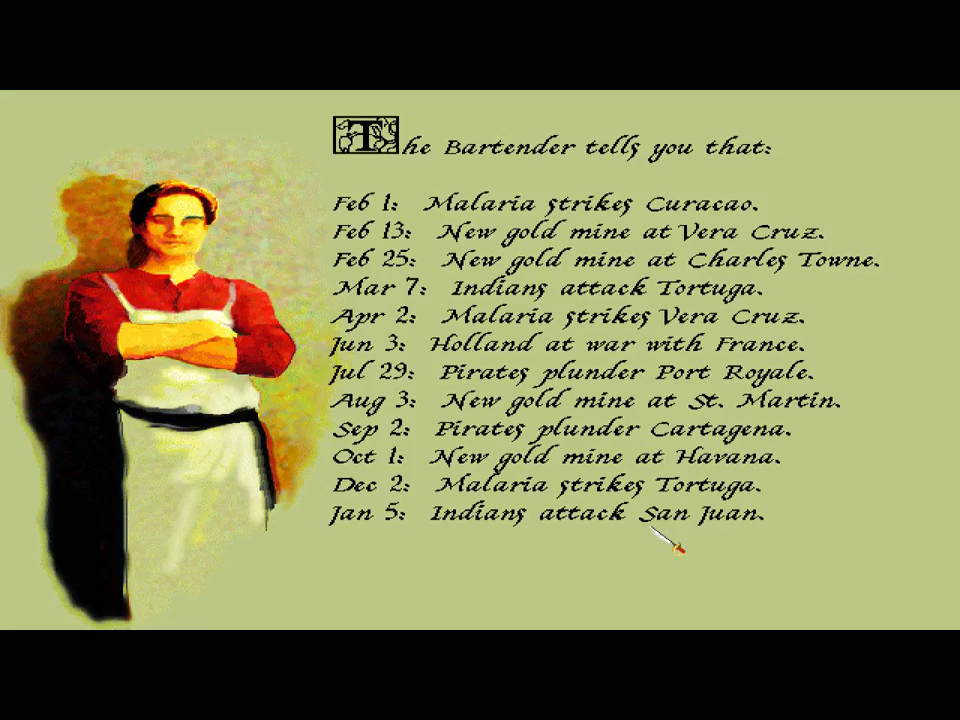 The Bartender tells you that:
Feb 1: Malaria strikes Curacao.
Feb 13: New gold mine at Vera Cruz.
Feb 25: New gold mine at Charles Towne.
Mar 7: Indians attack Tortuga.
Apr 2: Malaria strikes Vera Cruz.
Jun 3: Holland at war with France.
Jul 29: Pirates plunder Port Royale.
Aug 3: New gold mine at St. Martin.
Sep 2: Pirates plunder Cartagena.
Oct 1: New gold mine at Havana.
Dec 2: Malaria strikes Tortuga.
Jan 5: Indians attack San Juan.